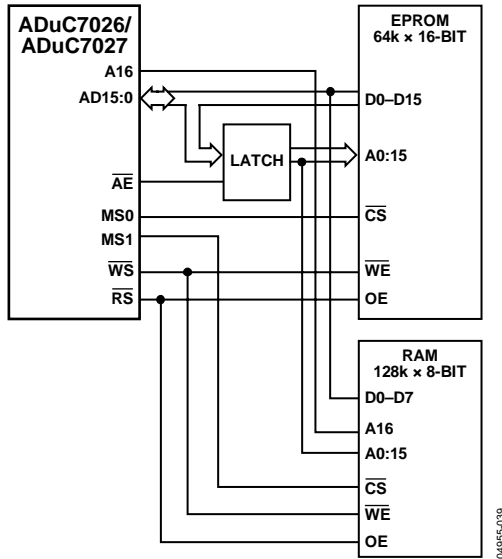 ADuC7026/
ADuC7027
A16
AD15:0
AE
MS0
MS1
WS
RS
LATCH
EPROM
64k × 16-BIT
D0–D15
A0:15
CS
WE
OE
RAM
128k × 8-BIT
D0–D7
A16
A0:15
CS
WE
OE
04955-039